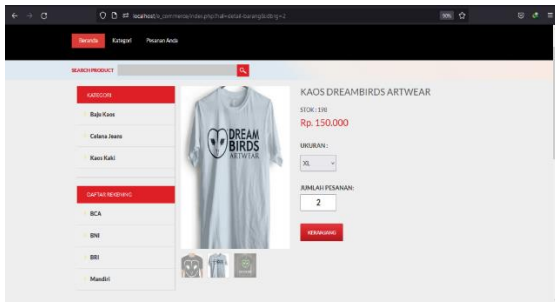 localhost/e_commerce/index.php?hal=detail-barang&idbrg=2
90%
Beranda Kategori Pesanan Anda
SEARCH PRODUCT
KATEGORI
Baju Kaos
Celana Jeans
Kaos Kaki
DAFTAR REKENING
BCA
BNI
BRI
Mandiri
DREAM
BIRDS
ARTWEAR
KAOS DREAMBIRDS ARTWEAR
STOK : 198
Rp. 150.000
UKURAN :
XL
JUMLAH PESANAN:
2
KERANJANG